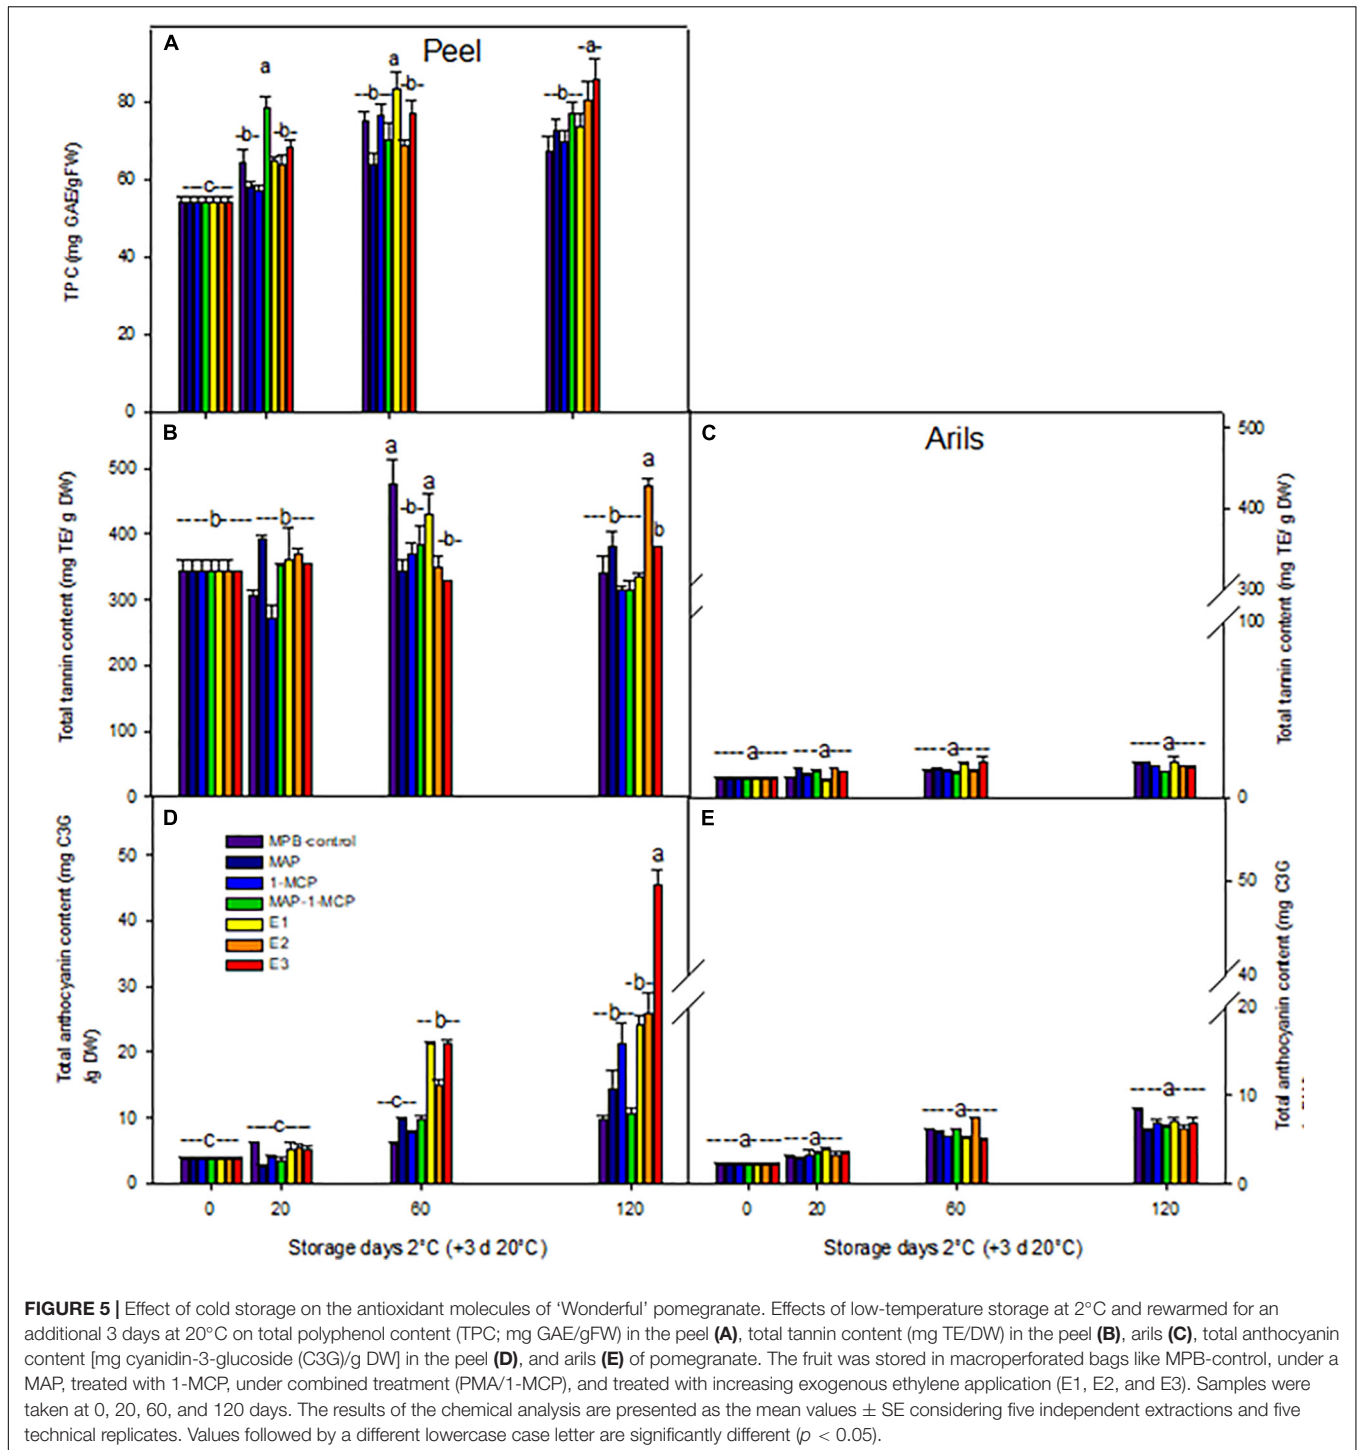 A
Peel
a
-b-
-b-
---c---
--b--
a
-b-
--b--
-a-
80
60
40
20
0
TPC (mg GAE/gFW)
B
500
400
300
200
100
0
Total tannin content (mg TE/ g DW)
----b----
---b---
a
-b-
a
-b-
---b---
a
b
C
Arils
500
400
300
100
0
Total tannin content (mg TE/ g DW)
----a----
---a---
----a----
----a----
D
MPB-control
MAP
1-MCP
MAP-1-MCP
E1
E2
E3
50
40
30
20
10
0
Total anthocyanin content (mg C3G
/g DW)
---c---
---c---
--c--
--b--
--b--
-b-
a
E
50
40
20
10
0
Total anthocyanin content (mg C3G
---a---
---a---
----a----
----a----
0 20 60 120
0 20 60 120
Storage days 2°C (+3 d 20°C)
Storage days 2°C (+3 d 20°C)
FIGURE 5 | Effect of cold storage on the antioxidant molecules of ‘Wonderful’ pomegranate. Effects of low-temperature storage at 2°C and rewarmed for an
additional 3 days at 20°C on total polyphenol content (TPC; mg GAE/gFW) in the peel (A), total tannin content (mg TE/DW) in the peel (B), arils (C), total anthocyanin
content [mg cyanidin-3-glucoside (C3G)/g DW] in the peel (D), and arils (E) of pomegranate. The fruit was stored in macroperforated bags like MPB-control, under a
MAP, treated with 1-MCP, under combined treatment (PMA/1-MCP), and treated with increasing exogenous ethylene application (E1, E2, and E3). Samples were
taken at 0, 20, 60, and 120 days. The results of the chemical analysis are presented as the mean values ± SE considering five independent extractions and five
technical replicates. Values followed by a different lowercase case letter are significantly different (p < 0.05).